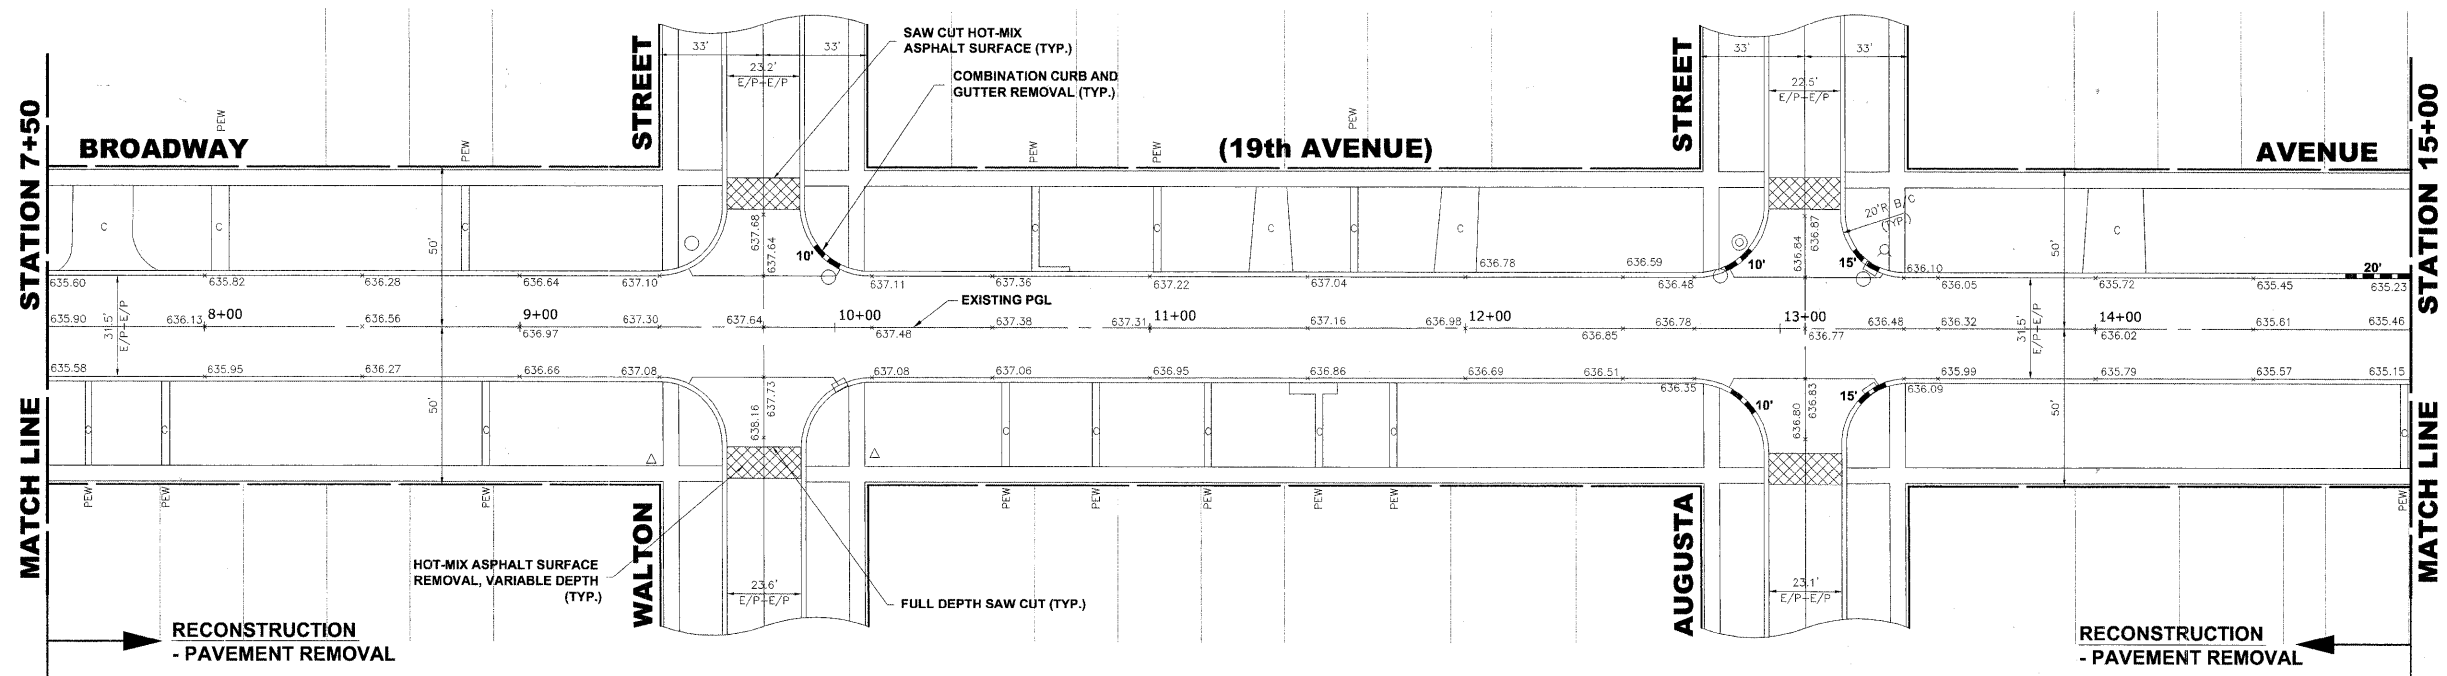 SAW CUT HOT-MIX
ASPHALT SURFACE (TYP.)
COMBINATION CURB AND
GUTTER REMOVAL (TYP.)
33' 33' 33' 33'
23.2'
E/P-E/P
22.5'
E/P-E/P
STREET STREET
PEW PEW PEW PEW PEW
BROADWAY (19th AVENUE) AVENUE
STATION 7+50
STATION 15+00
C C C C C C C C C
50' 50'
637.68
637.64
10'
636.84
636.87
10'
15'
20'R B/C
(TYP.)
20'
635.60 635.82 636.28 636.64 637.10 637.11 637.36 637.22 637.04 636.78 636.59 636.48 636.10 636.05 635.72 635.45 635.23
31.5'
E/P-E/P
31.5'
E/P-E/P
EXISTING PGL
8+00 9+00 10+00 11+00 12+00 13+00 14+00
635.90 636.13 636.56 636.97 637.30 637.64 637.48 637.38 637.31 637.16 636.98 636.85 636.78 636.77 636.48 636.32 636.02 635.61 635.46
635.58 635.95 636.27 636.66 637.08 637.08 637.06 636.95 636.86 636.69 636.51 636.35 636.09 635.99 635.79 635.57 635.15
50' 50'
638.16
637.73
636.80
636.83
10'
15'
C C C C C C C C C
PEW PEW PEW PEW PEW PEW PEW PEW PEW
MATCH LINE
MATCH LINE
WALTON
AUGUSTA
HOT-MIX ASPHALT SURFACE
REMOVAL, VARIABLE DEPTH
(TYP.)
FULL DEPTH SAW CUT (TYP.)
23.6'
E/P-E/P
23.1'
E/P-E/P
RECONSTRUCTION
- PAVEMENT REMOVAL
RECONSTRUCTION
- PAVEMENT REMOVAL